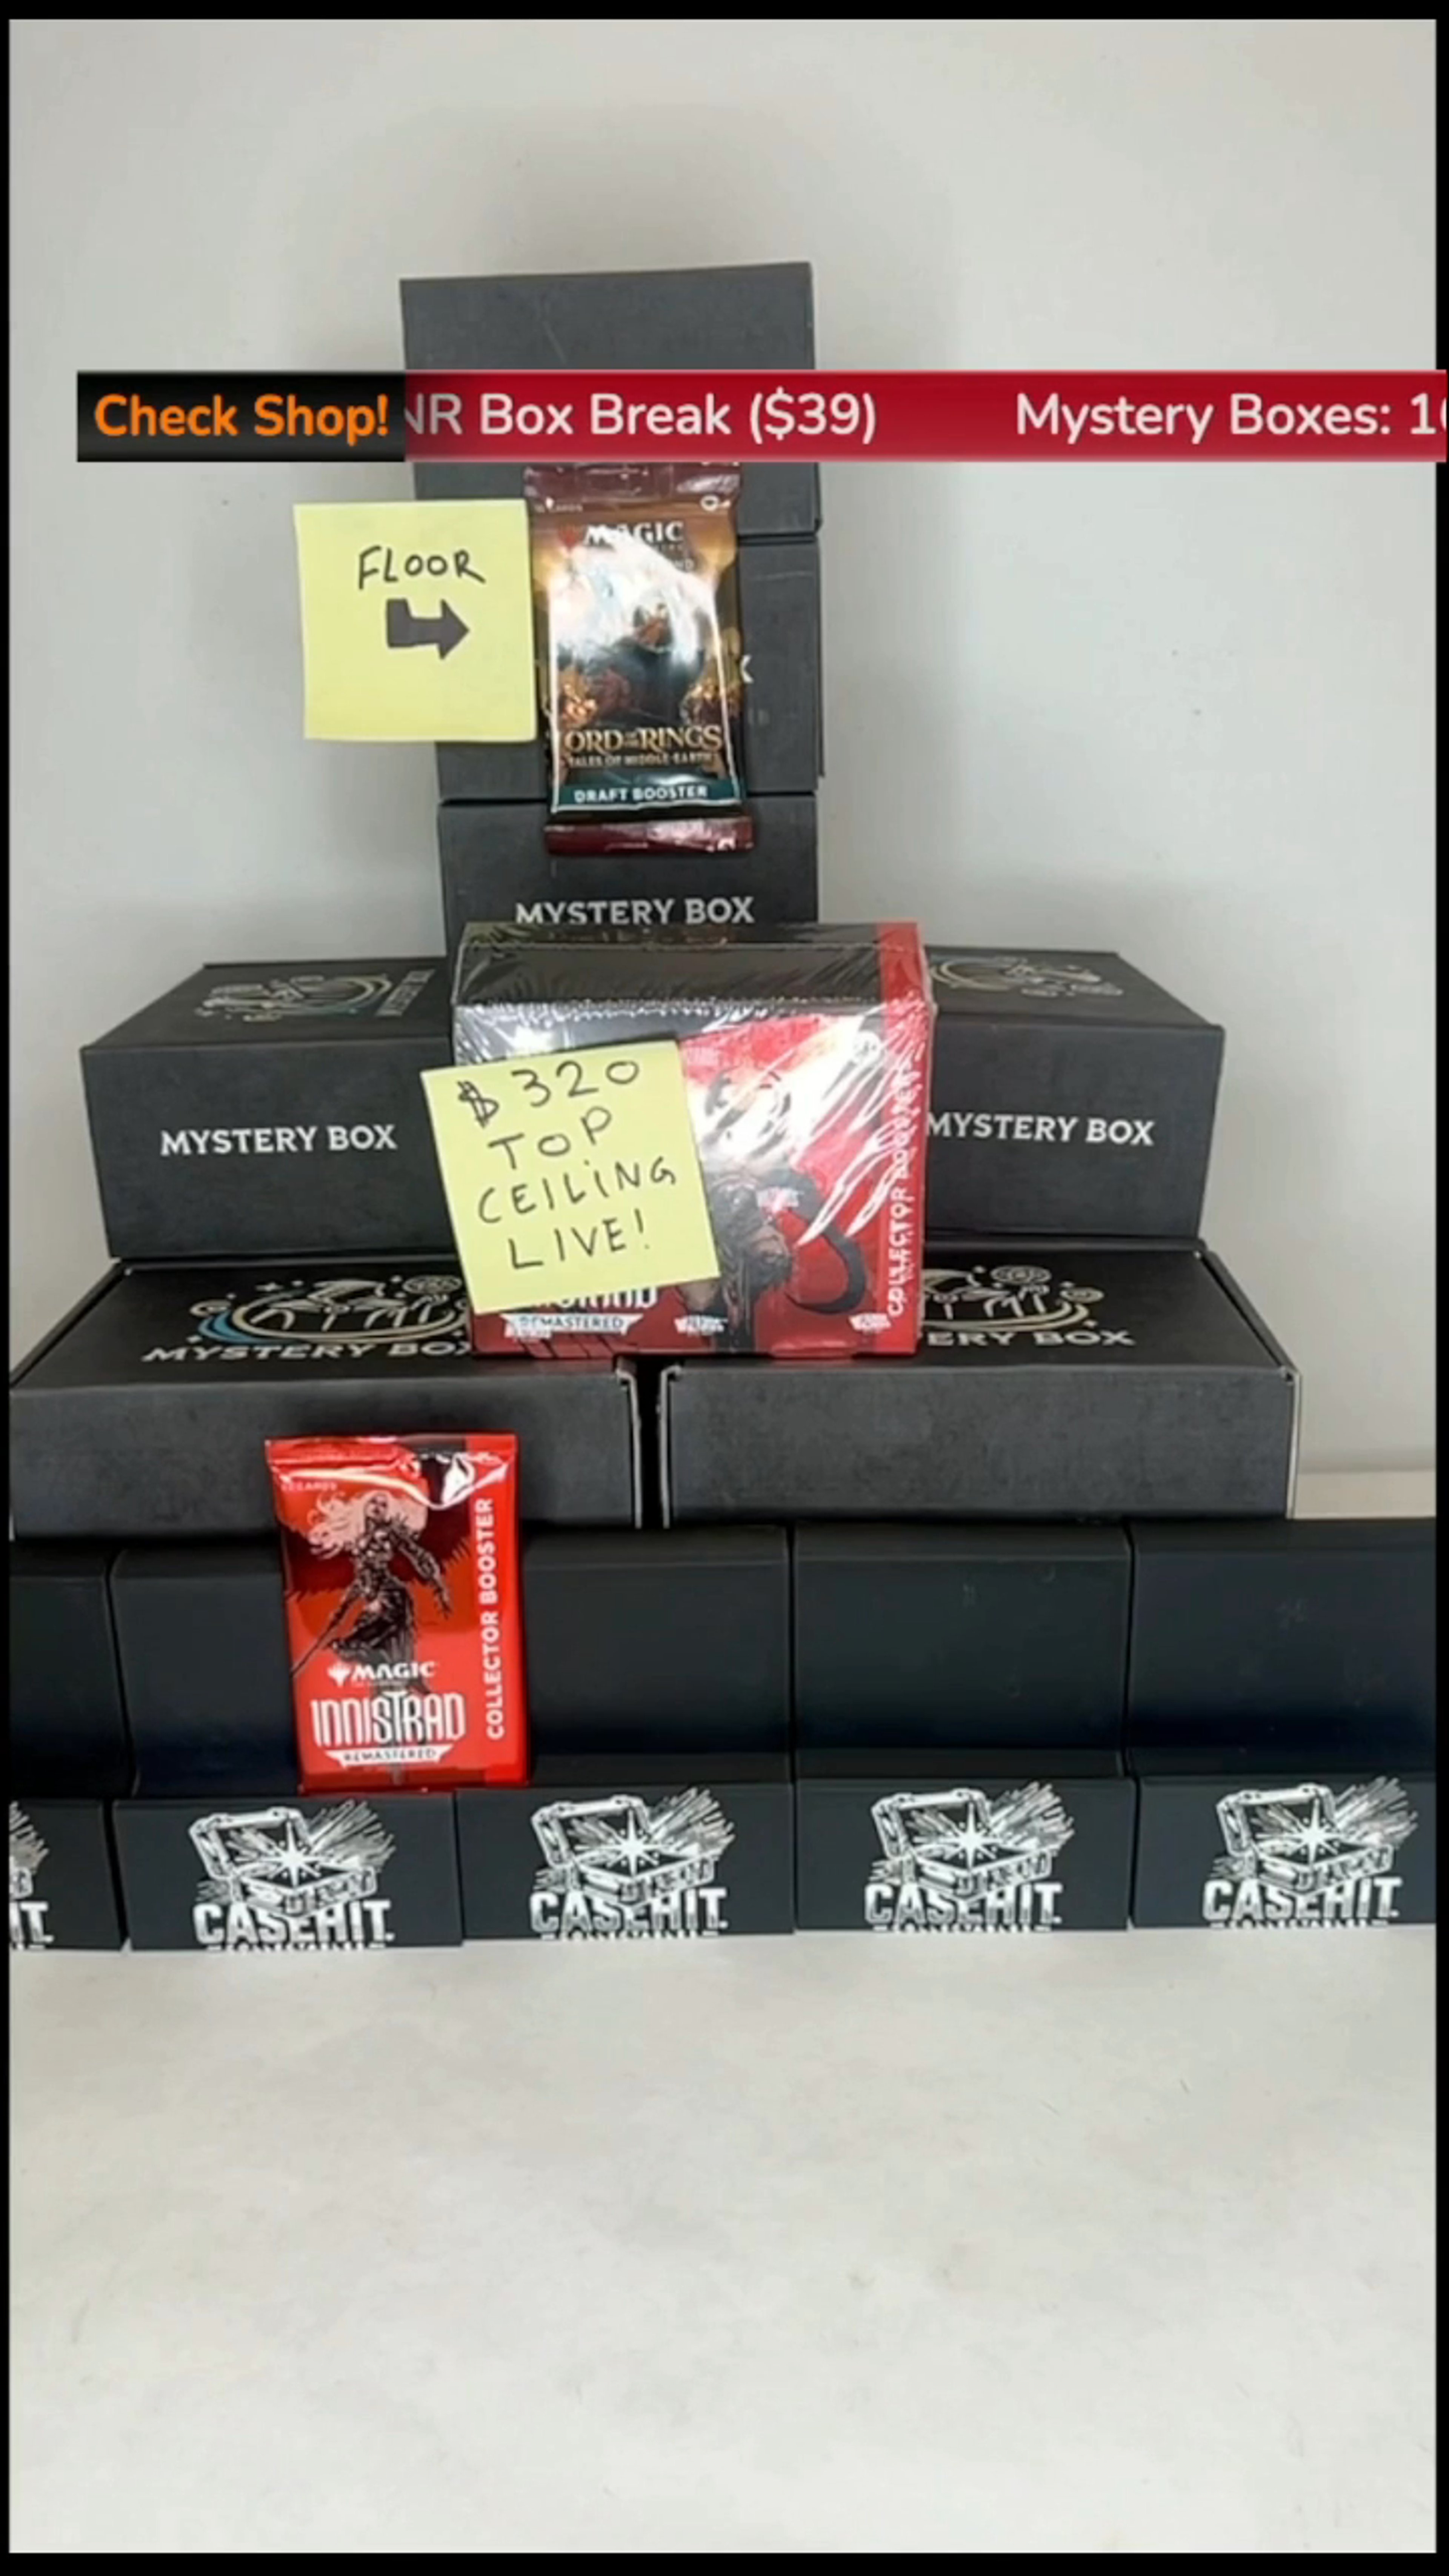 Check Shop!
NR Box Break ($39)
Mystery Boxes:
FLOOR
MAGIC
LORD OF THE RINGS
TALES OF MIDDLE-EARTH
DRAFT BOOSTER
MYSTERY BOX
$320
TOP
CEILING
LIVE!
COLLECTOR BOOSTER
REMASTERED
MYSTERY BOX
MYSTERY BOX
MYSTERY BOX
MYSTERY BOX
MAGIC
INNISTRAD
REMASTERED
COLLECTOR BOOSTER
CASEHIT
CASEHIT
CASEHIT
CASEHIT